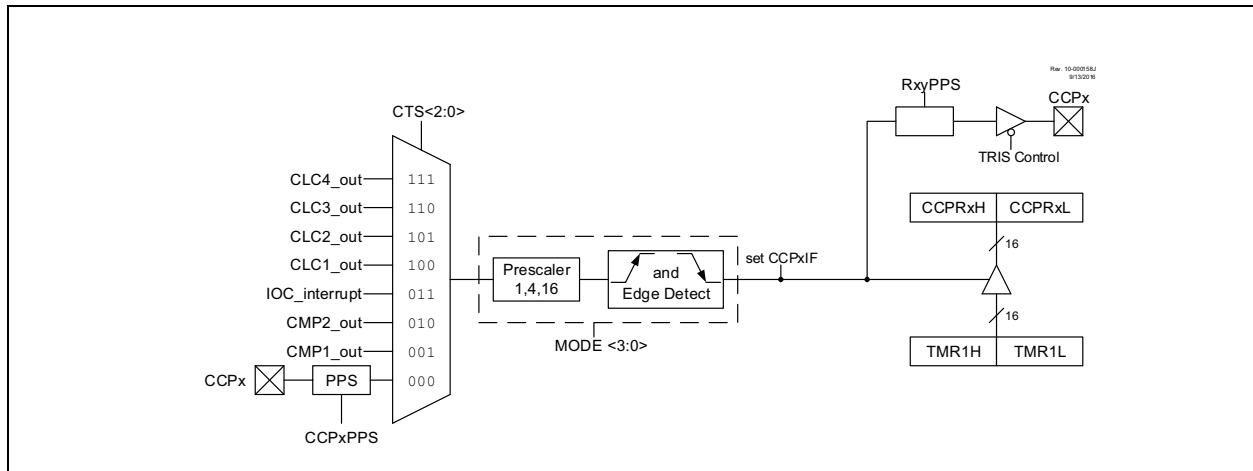 Rev. 10-000158J
9/13/2016
RxyPPS
CCPx
CTS<2:0>
TRIS Control
CLC4_out
111
CLC3_out
110
CCPRxH
CCPRxL
CLC2_out
101
16
CLC1_out
100
Prescaler
1,4,16
and
Edge Detect
set CCPxIF
IOC_interrupt
011
CMP2_out
010
16
MODE <3:0>
CMP1_out
001
TMR1H
TMR1L
CCPx
PPS
000
CCPxPPS